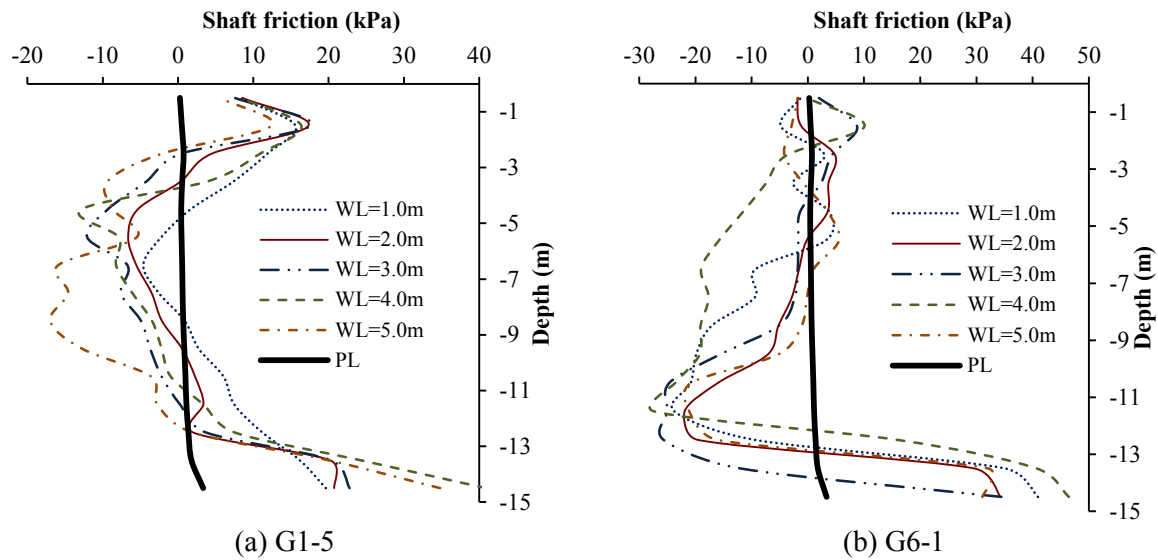 Shaft friction (kPa)
-20 -10 0 10 20 30 40
-1
-3
-5
-7
-9
-11
-13
-15
Depth (m)
WL=1.0m
WL=2.0m
WL=3.0m
WL=4.0m
WL=5.0m
PL
(a) G1-5
Shaft friction (kPa)
-30 -20 -10 0 10 20 30 40 50
-1
-3
-5
-7
-9
-11
-13
-15
Depth (m)
WL=1.0m
WL=2.0m
WL=3.0m
WL=4.0m
WL=5.0m
PL
(b) G6-1